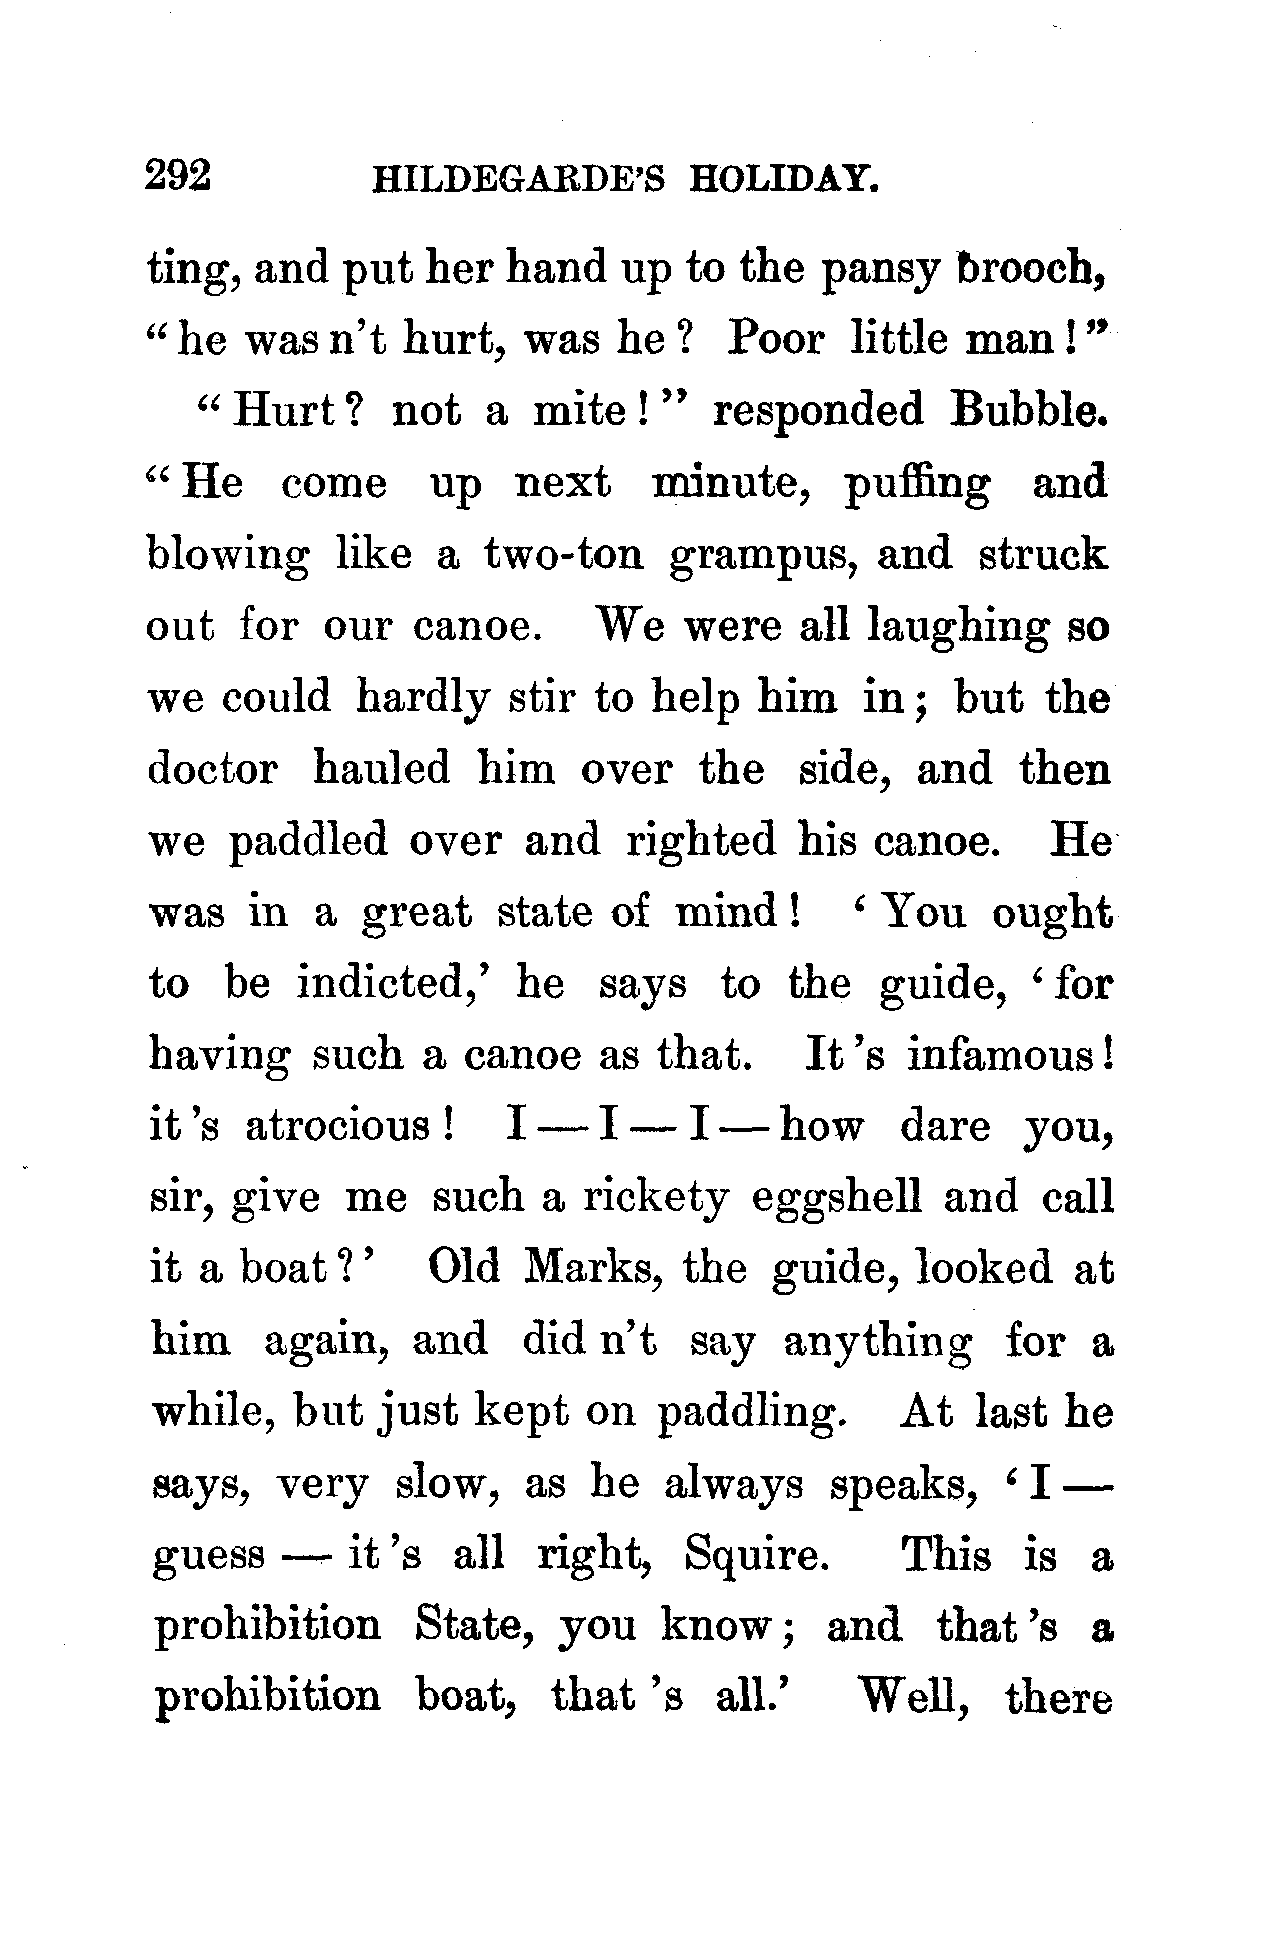 292 HILDEGARDE'S HOLIDAY.
ting, and put her hand up to the pansy brooch,
“ he was n't hurt, was he ? Poor little man ! ”
“ Hurt ? not a mite ! ” responded Bubble.
“ He come up next minute, puffing and
blowing like a two-ton grampus, and struck
out for our canoe. We were all laughing so
we could hardly stir to help him in ; but the
doctor hauled him over the side, and then
we paddled over and righted his canoe. He
was in a great state of mind ! ‘ You ought
to be indicted,’ he says to the guide, ‘ for
having such a canoe as that. It 's infamous !
it 's atrocious ! I — I — I — how dare you,
sir, give me such a rickety eggshell and call
it a boat ? ’ Old Marks, the guide, looked at
him again, and did n't say anything for a
while, but just kept on paddling. At last he
says, very slow, as he always speaks, ‘ I —
guess — it 's all right, Squire. This is a
prohibition State, you know ; and that 's a
prohibition boat, that 's all.’ Well, there